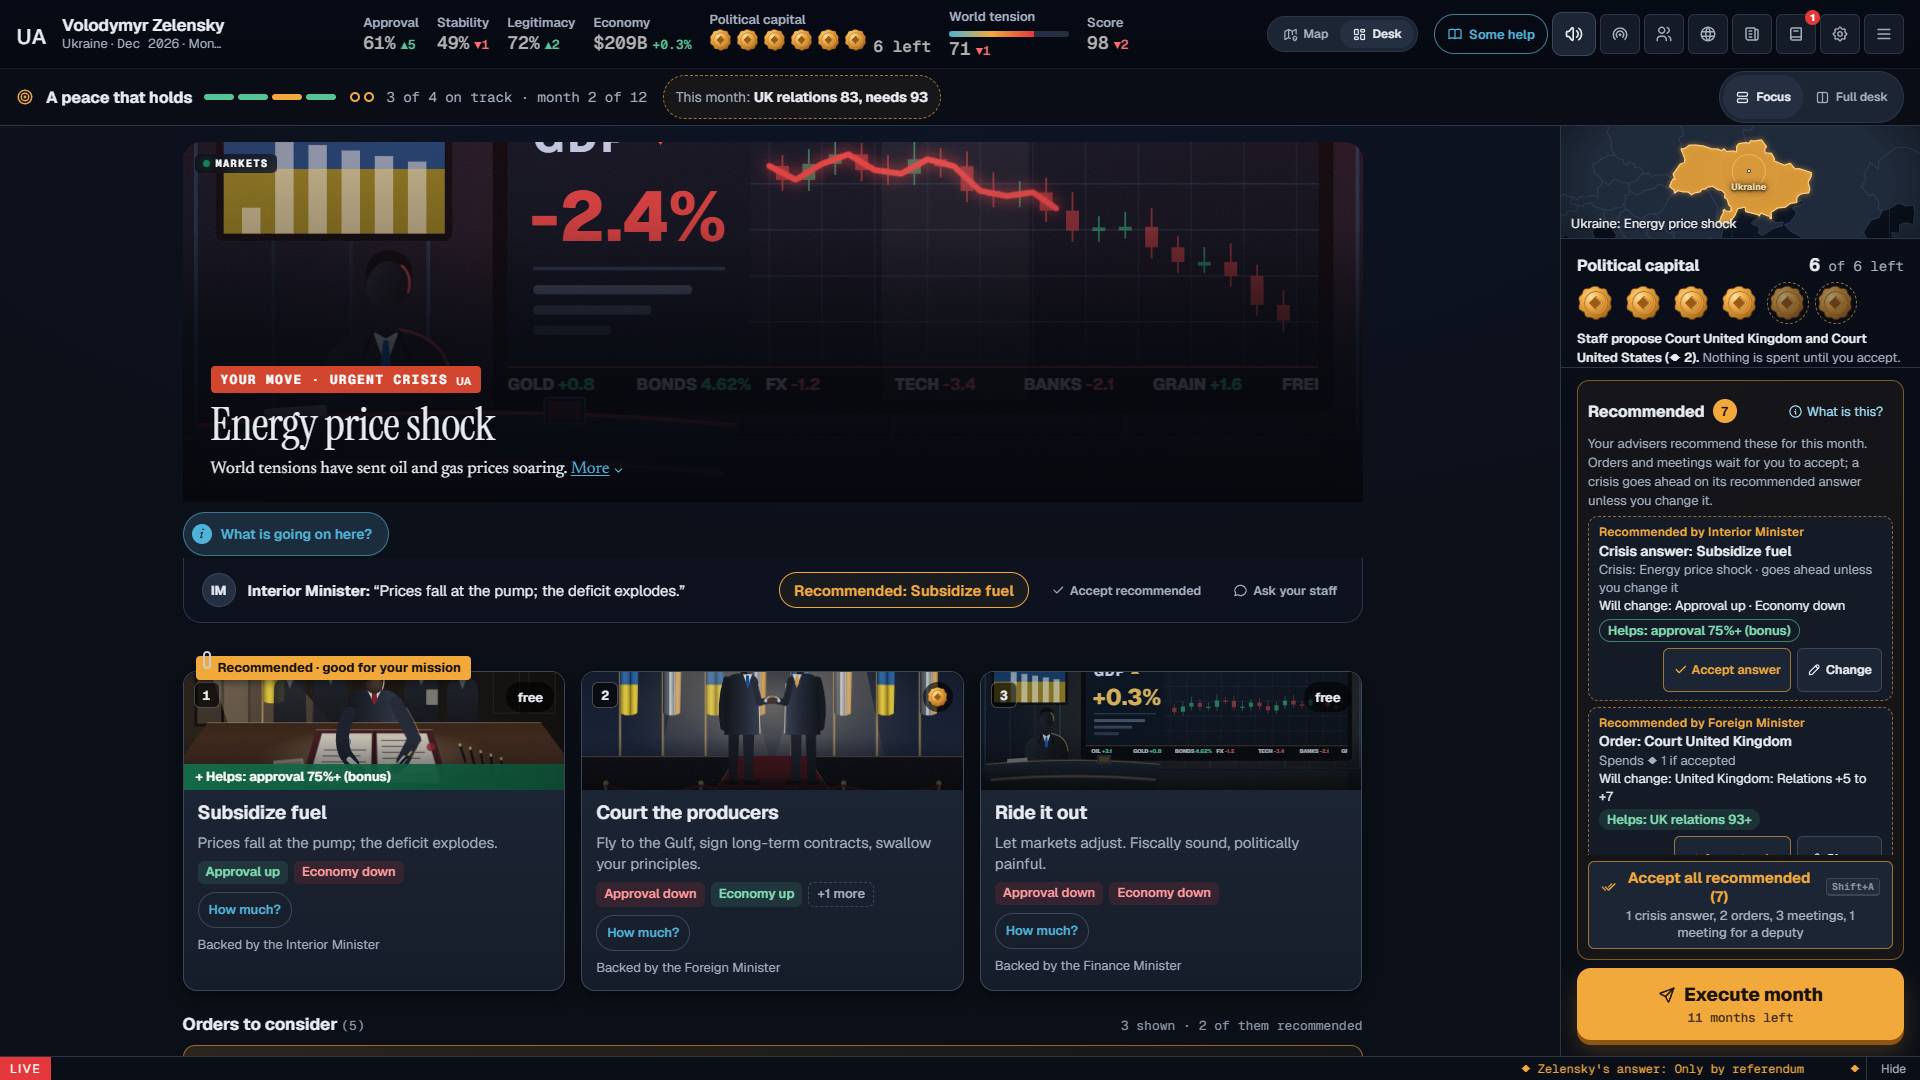 UA
Volodymyr Zelensky
Ukraine · Dec 2026 · Mon…
Approval
61% ▴5
Stability
49% ▾1
Legitimacy
72% ▴2
Economy
$209B +0.3%
Political capital
6 left
World tension
71 ▾1
Score
98 ▾2
Map
Desk
Some help
1
A peace that holds
3 of 4 on track · month 2 of 12
This month: UK relations 83, needs 93
Focus
Full desk
MARKETS
-2.4%
GOLD +0.8
BONDS 4.62%
FX -1.2
TECH -3.4
BANKS -2.1
GRAIN +1.6
YOUR MOVE · URGENT CRISIS UA
Energy price shock
World tensions have sent oil and gas prices soaring. More
What is going on here?
IM
Interior Minister: “Prices fall at the pump; the deficit explodes.”
Recommended: Subsidize fuel
Accept recommended
Ask your staff
Recommended · good for your mission
1
free
+ Helps: approval 75%+ (bonus)
Subsidize fuel
Prices fall at the pump; the deficit explodes.
Approval up
Economy down
How much?
Backed by the Interior Minister
2
Court the producers
Fly to the Gulf, sign long-term contracts, swallow
your principles.
Approval down
Economy up
+1 more
How much?
Backed by the Foreign Minister
3
+0.3%
free
Ride it out
Let markets adjust. Fiscally sound, politically
painful.
Approval down
Economy down
How much?
Backed by the Finance Minister
Orders to consider (5)
3 shown · 2 of them recommended
Ukraine
Ukraine: Energy price shock
Political capital
6 of 6 left
Staff propose Court United Kingdom and Court
United States (◆ 2). Nothing is spent until you accept.
Recommended 7
What is this?
Your advisers recommend these for this month.
Orders and meetings wait for you to accept; a
crisis goes ahead on its recommended answer
unless you change it.
Recommended by Interior Minister
Crisis answer: Subsidize fuel
Crisis: Energy price shock · goes ahead unless
you change it
Will change: Approval up · Economy down
Helps: approval 75%+ (bonus)
Accept answer
Change
Recommended by Foreign Minister
Order: Court United Kingdom
Spends ◆ 1 if accepted
Will change: United Kingdom: Relations +5 to
+7
Helps: UK relations 93+
Accept all recommended
(7)
Shift+A
1 crisis answer, 2 orders, 3 meetings, 1
meeting for a deputy
Execute month
11 months left
LIVE
◆ Zelensky's answer: Only by referendum ◆
Hide